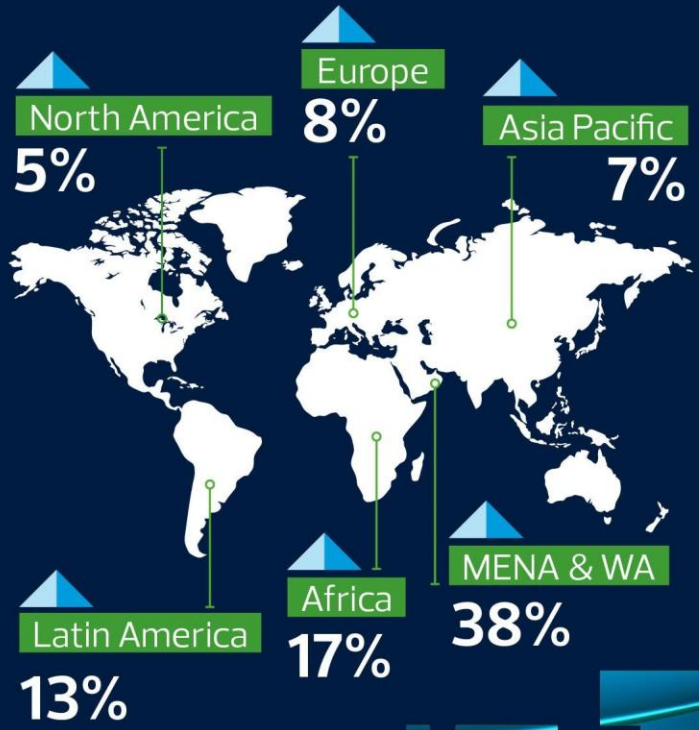 Europe
8%
North America
5%
Asia Pacific
7%
MENA & WA
38%
Africa
17%
Latin America
13%